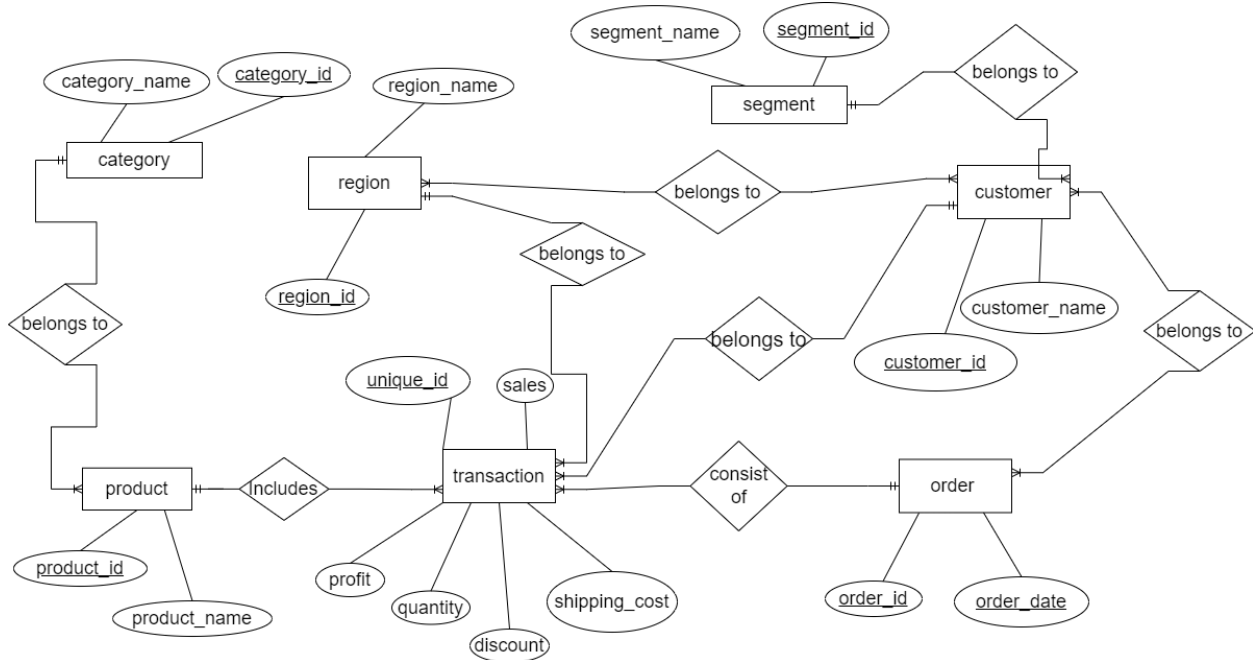 segment_name
segment_id
category_name
category_id
region_name
belongs to
segment
category
region
belongs to
customer
belongs to
region_id
customer_name
belongs to
belongs to
belongs to
customer_id
unique_id
sales
transaction
consist
of
product
Includes
order
product_id
product_name
profit
quantity
discount
shipping_cost
order_id
order_date